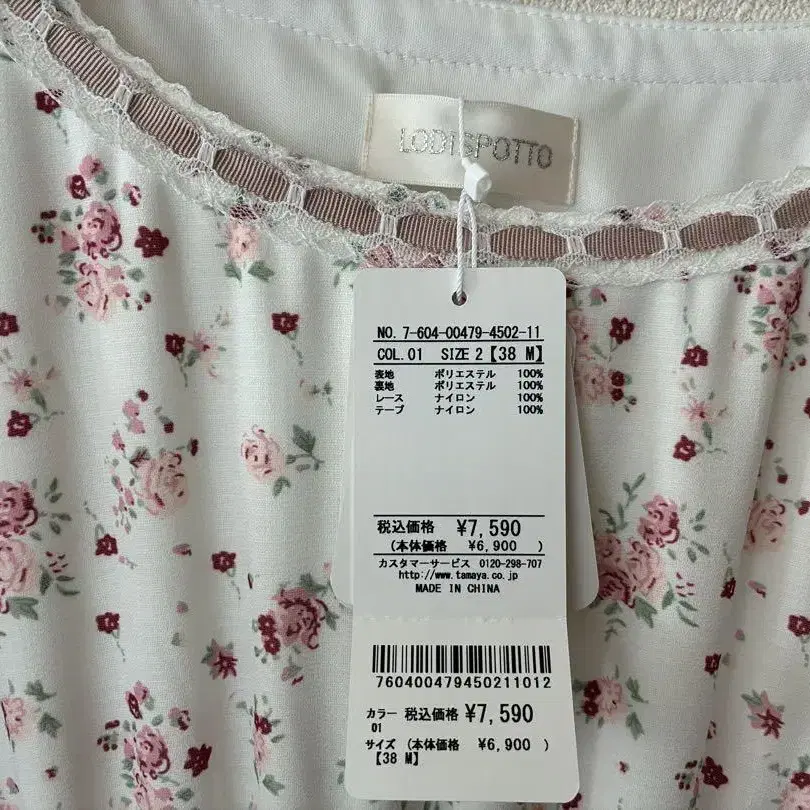 LODISPOTTO
NO. 7-604-00479-4502-11
COL. 01 SIZE 2【38 M】
表地 ポリエステル 100%
裏地 ポリエステル 100%
レース ナイロン 100%
テープ ナイロン 100%
税込価格 ¥7,590
(本体価格 ¥6,900 )
カスタマーサービス 0120-298-707
http://www.tamaya.co.jp
MADE IN CHINA
7604004794502110​12
カラー 税込価格 ¥7,590
01
サイズ (本体価格 ¥6,900 )
【38 M】